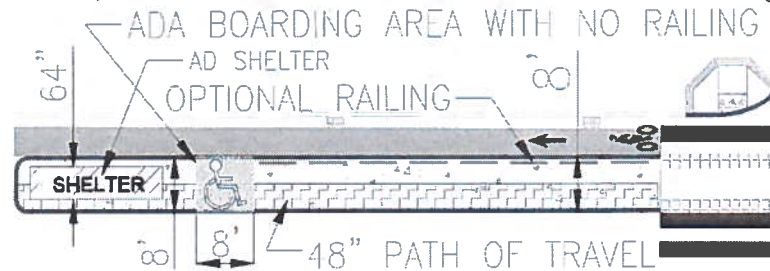 ADA BOARDING AREA WITH NO RAILING
AD SHELTER
64"
OPTIONAL RAILING
8'
SHELTER
8'
8'
48" PATH OF TRAVEL